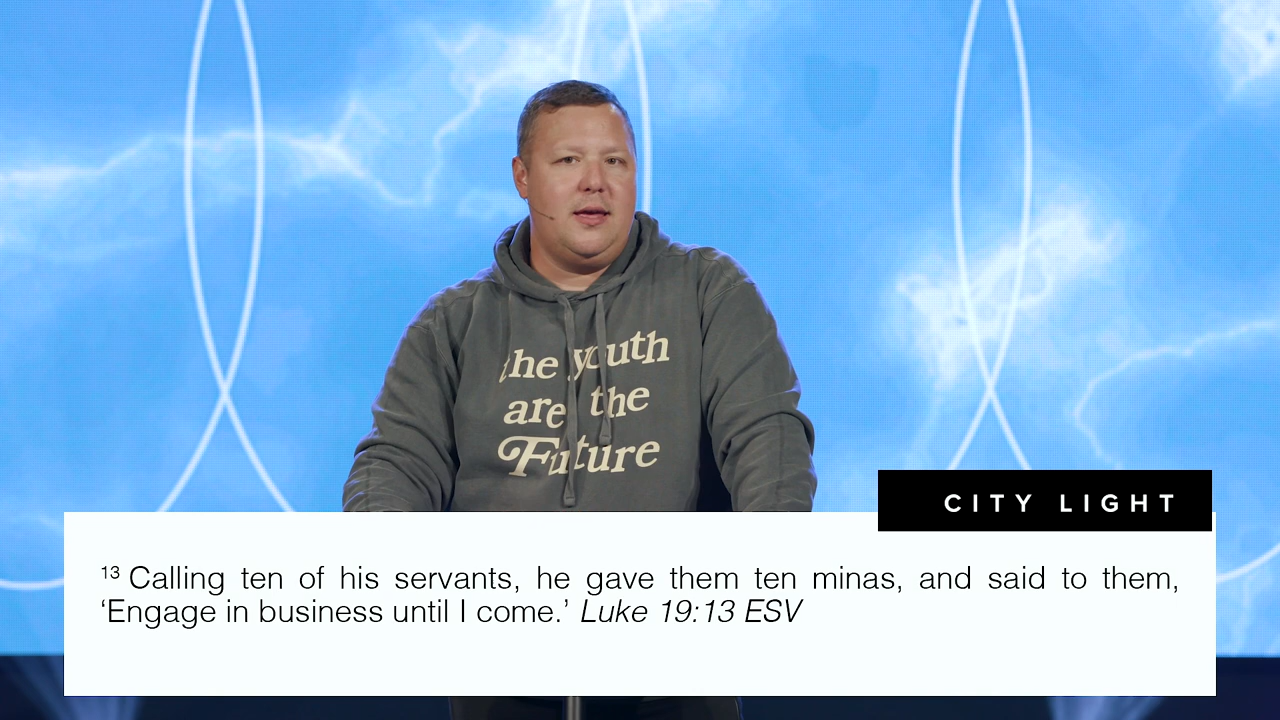 the youth
are the
Future
CITY LIGHT
¹³ Calling ten of his servants, he gave them ten minas, and said to them,
‘Engage in business until I come.’ Luke 19:13 ESV